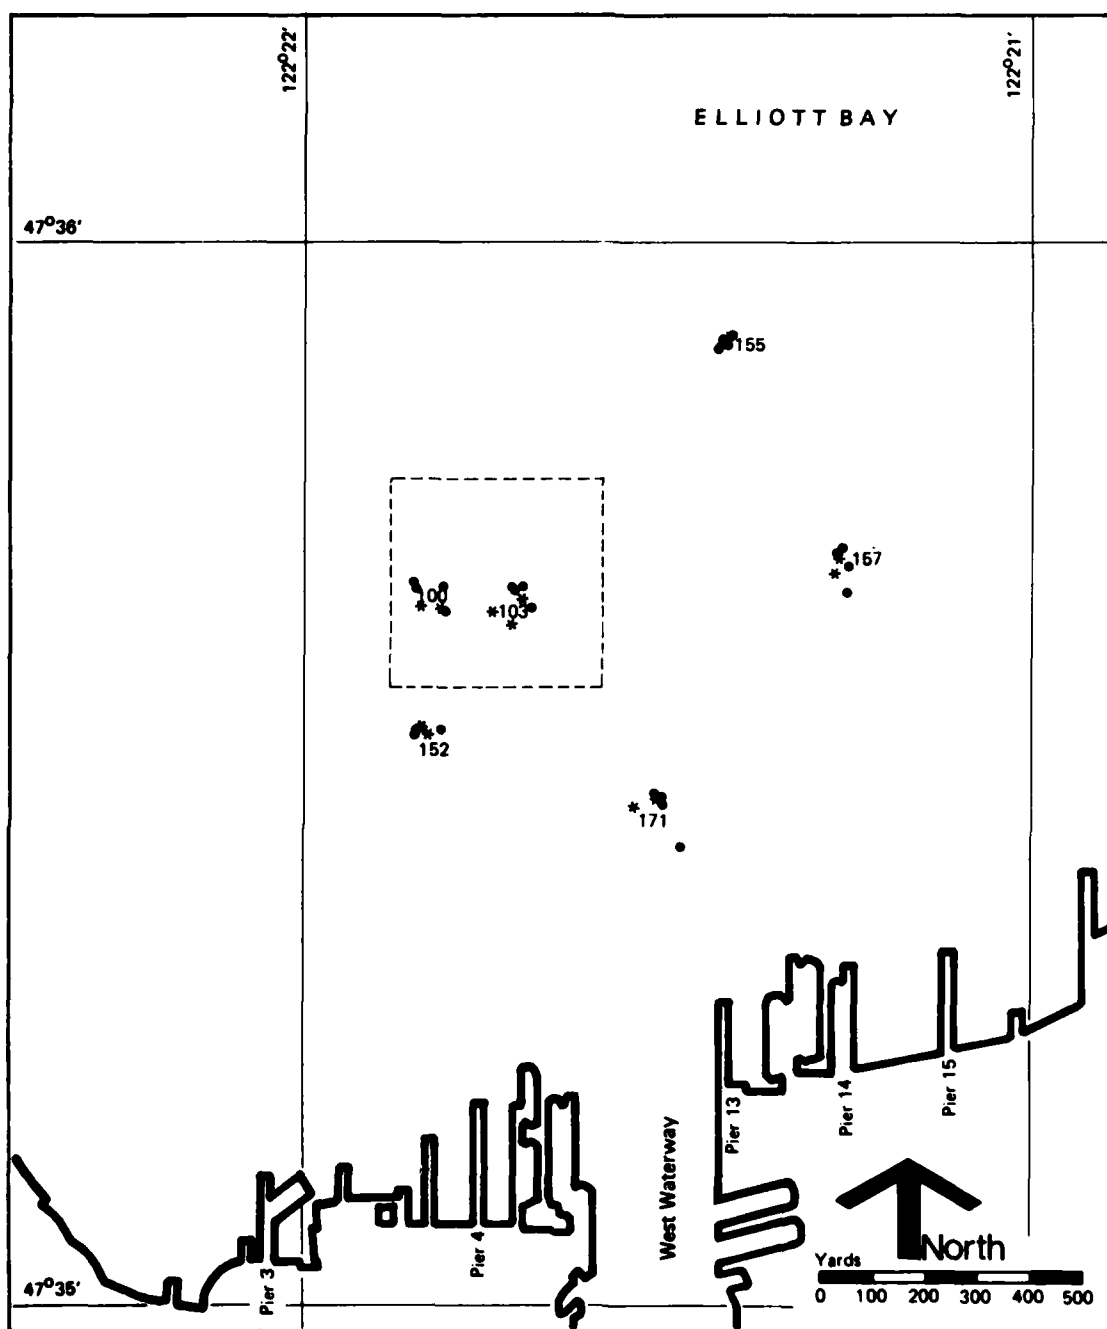 122°22'
122°21'
ELLIOTT BAY
47°36'
155
157
100
*103
152
*171
Pier 13
Pier 14
Pier 15
West Waterway
Pier 4
Pier 3
North
Yards
0 100 200 300 400 500
47°35'